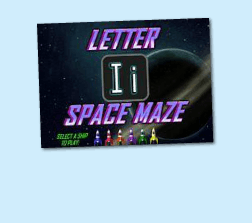 LETTER
Ii
SPACE MAZE
SELECT A SHIP
TO PLAY: